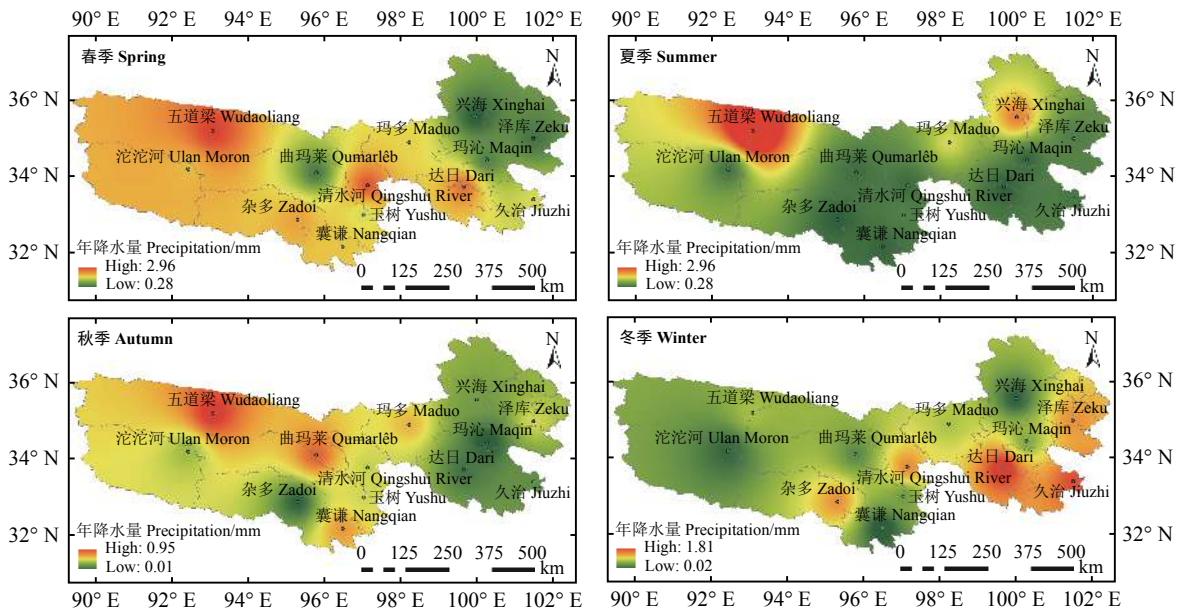 90° E 92° E 94° E 96° E 98° E 100° E 102° E 90° E 92° E 94° E 96° E 98° E 100° E 102° E
36° N
34° N
32° N
春季 Spring
N
五道梁 Wudaoliang
兴海 Xinghai
泽库 Zeku
玛多 Maduo
玛沁 Maqin
沱沱河 Ulan Moron
曲玛莱 Qumarlêb
达日 Dari
清水河 Qingshui River
杂多 Zadoi
玉树 Yushu
久治 Jiuzhi
囊谦 Nangqian
年降水量 Precipitation/mm
High: 2.96
Low: 0.28
0 125 250 375 500
km
夏季 Summer
N
五道梁 Wudaoliang
兴海 Xinghai
泽库 Zeku
玛多 Maduo
玛沁 Maqin
沱沱河 Ulan Moron
曲玛莱 Qumarlêb
达日 Dari
清水河 Qingshui River
杂多 Zadoi
玉树 Yushu
久治 Jiuzhi
囊谦 Nangqian
年降水量 Precipitation/mm
High: 2.96
Low: 0.28
0 125 250 375 500
km
36° N
34° N
32° N
36° N
34° N
32° N
秋季 Autumn
N
五道梁 Wudaoliang
兴海 Xinghai
泽库 Zeku
玛多 Maduo
玛沁 Maqin
沱沱河 Ulan Moron
曲玛莱 Qumarlêb
达日 Dari
清水河 Qingshui River
杂多 Zadoi
玉树 Yushu
久治 Jiuzhi
囊谦 Nangqian
年降水量 Precipitation/mm
High: 0.95
Low: 0.01
0 125 250 375 500
km
冬季 Winter
N
五道梁 Wudaoliang
兴海 Xinghai
泽库 Zeku
玛多 Maduo
玛沁 Maqin
沱沱河 Ulan Moron
曲玛莱 Qumarlêb
达日 Dari
清水河 Qingshui River
杂多 Zadoi
玉树 Yushu
久治 Jiuzhi
囊谦 Nangqian
年降水量 Precipitation/mm
High: 1.81
Low: 0.02
0 125 250 375 500
km
36° N
34° N
32° N
90° E 92° E 94° E 96° E 98° E 100° E 102° E 90° E 92° E 94° E 96° E 98° E 100° E 102° E